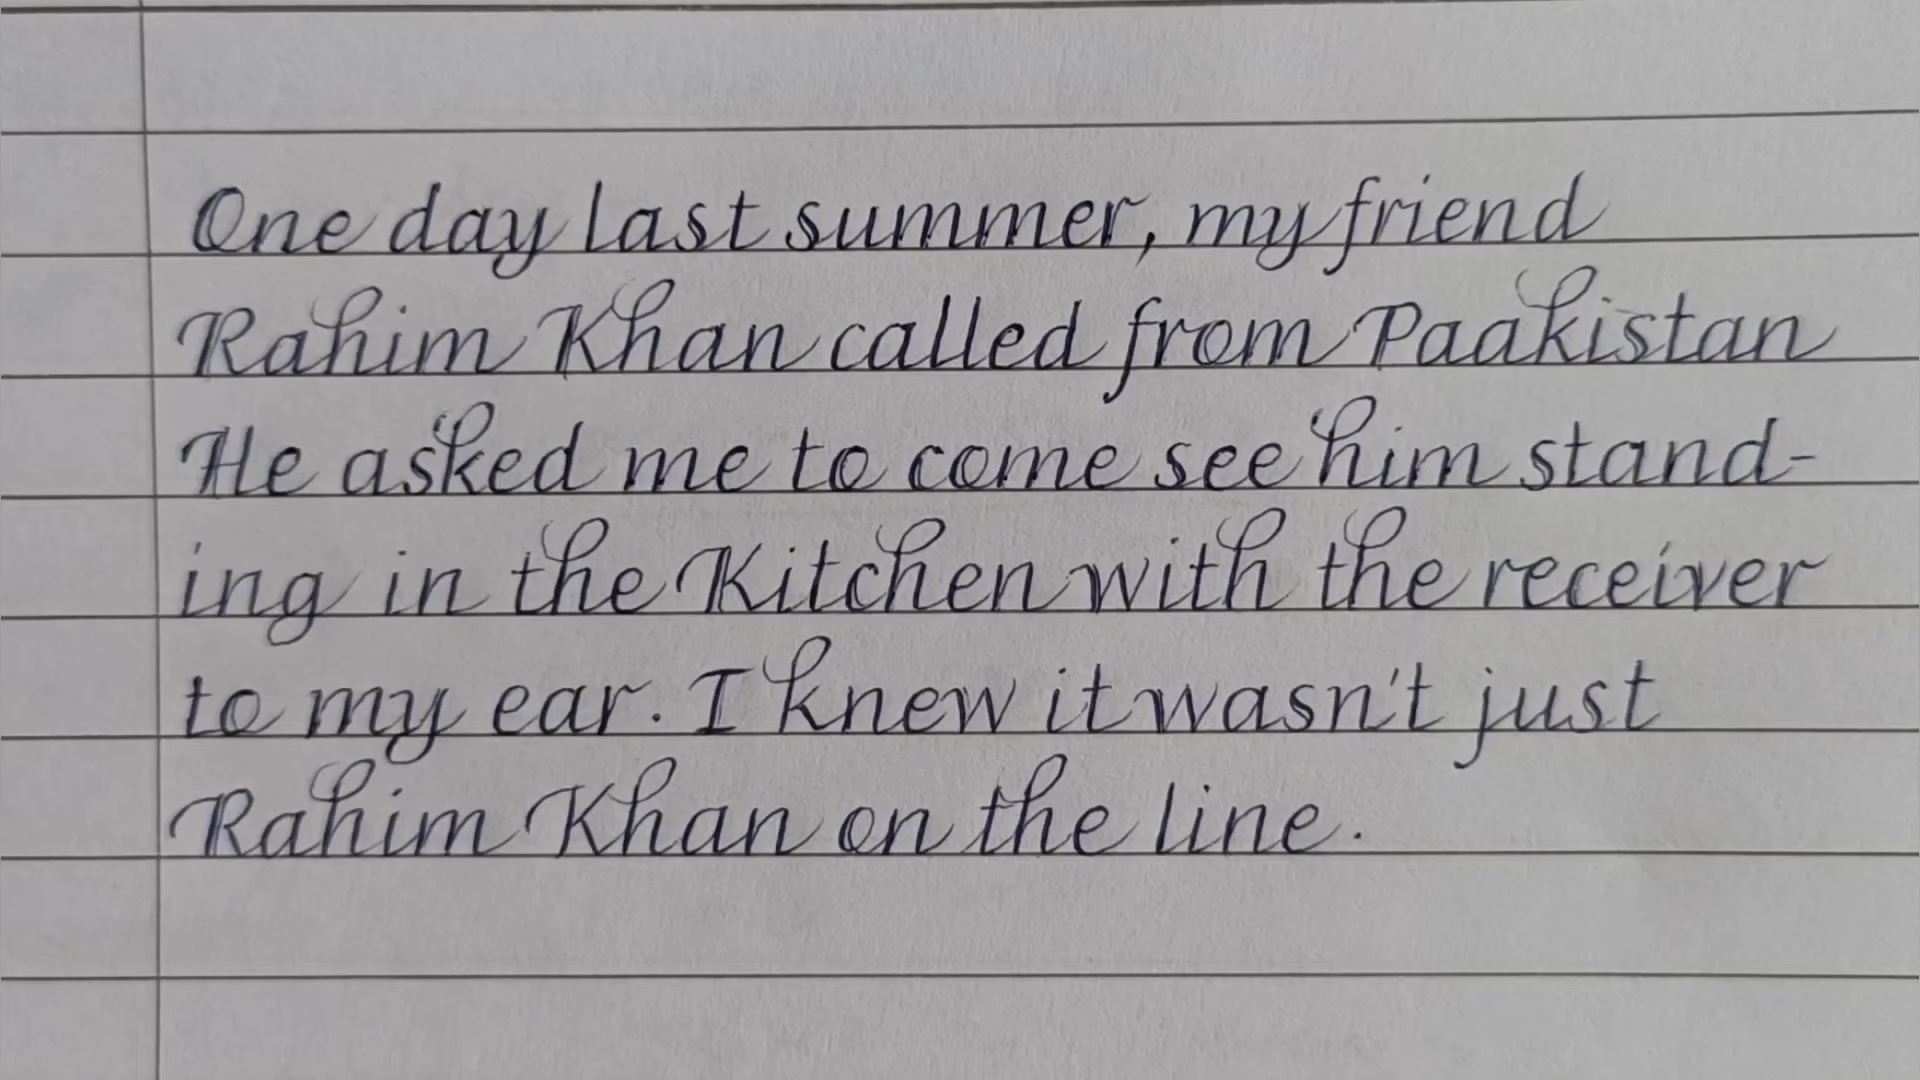 One day last summer, my friend
Rahim Khan called from Paakistan
He asked me to come see him stand-
ing in the Kitchen with the receiver
to my ear. I knew it wasn't just
Rahim Khan on the line.